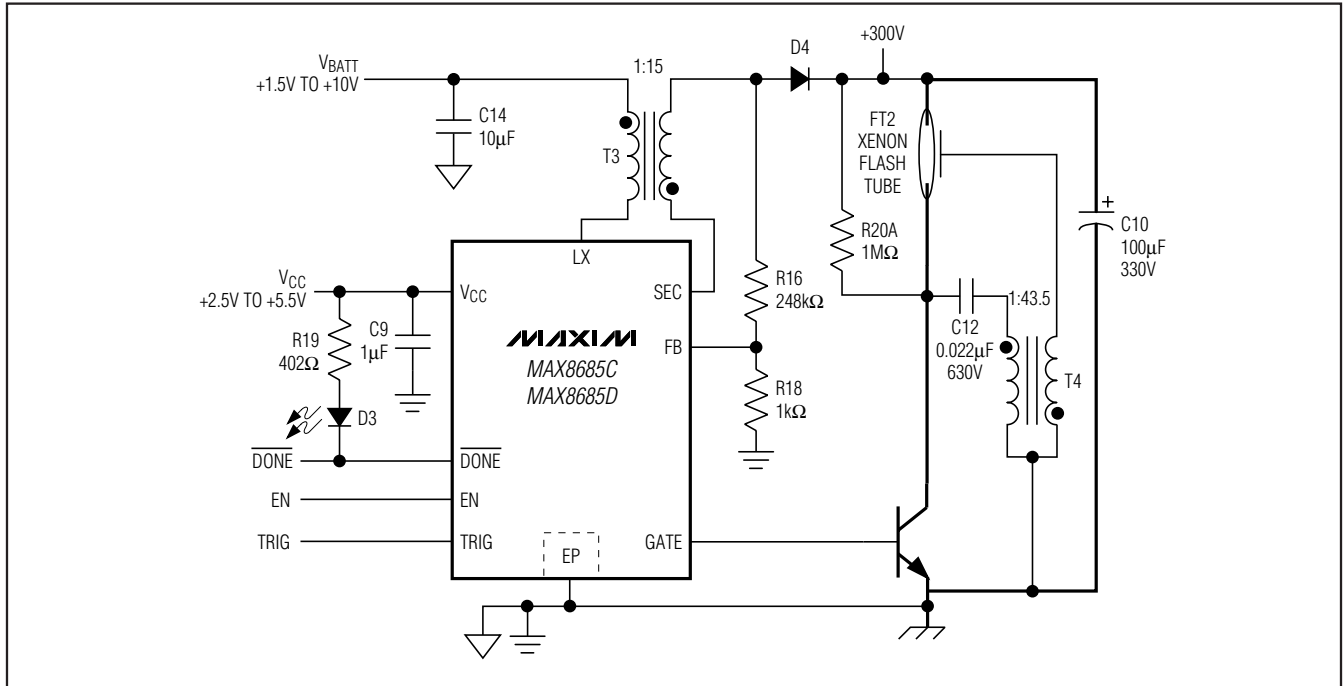 +300V
D4
1:15
VBATT
+1.5V TO +10V
C14
10µF
T3
FT2
XENON
FLASH
TUBE
C10
100µF
330V
+
R20A
1MΩ
LX
VCC
+2.5V TO +5.5V
VCC
SEC
R16
248kΩ
1:43.5
C12
0.022µF
630V
T4
R19
402Ω
C9
1µF
MAXIM
MAX8685C
MAX8685D
FB
R18
1kΩ
D3
DONE
DONE
EN
EN
TRIG
TRIG
EP
GATE